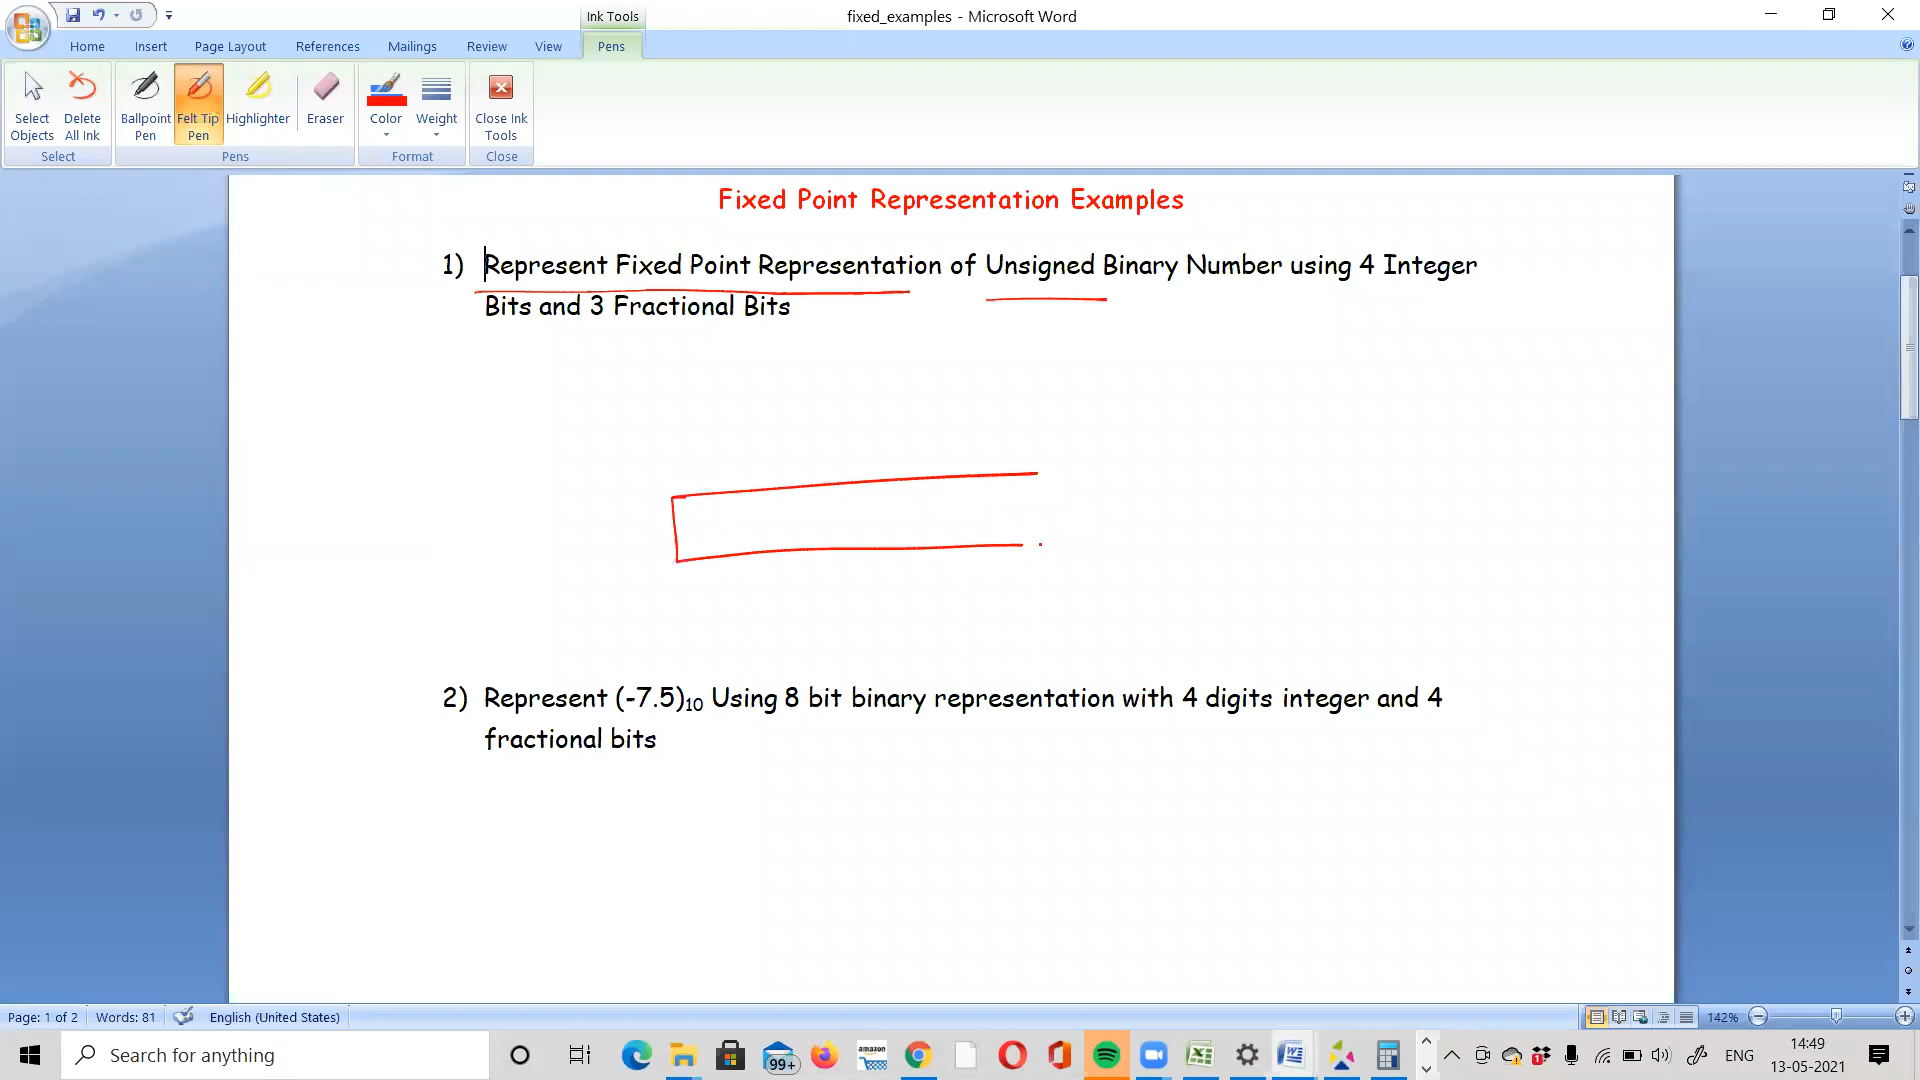 Ink Tools
fixed_examples - Microsoft Word
Home Insert Page Layout References Mailings Review View Pens
Select Objects
Delete All Ink
Ballpoint Pen
Felt Tip Pen
Highlighter
Eraser
Color
Weight
Close Ink Tools
Select Pens Format Close
Fixed Point Representation Examples
1) Represent Fixed Point Representation of Unsigned Binary Number using 4 Integer
Bits and 3 Fractional Bits
2) Represent (-7.5)10 Using 8 bit binary representation with 4 digits integer and 4
fractional bits
Page: 1 of 2 Words: 81 English (United States) 142%
Search for anything
amazon
99+
1
ENG
14:49
13-05-2021